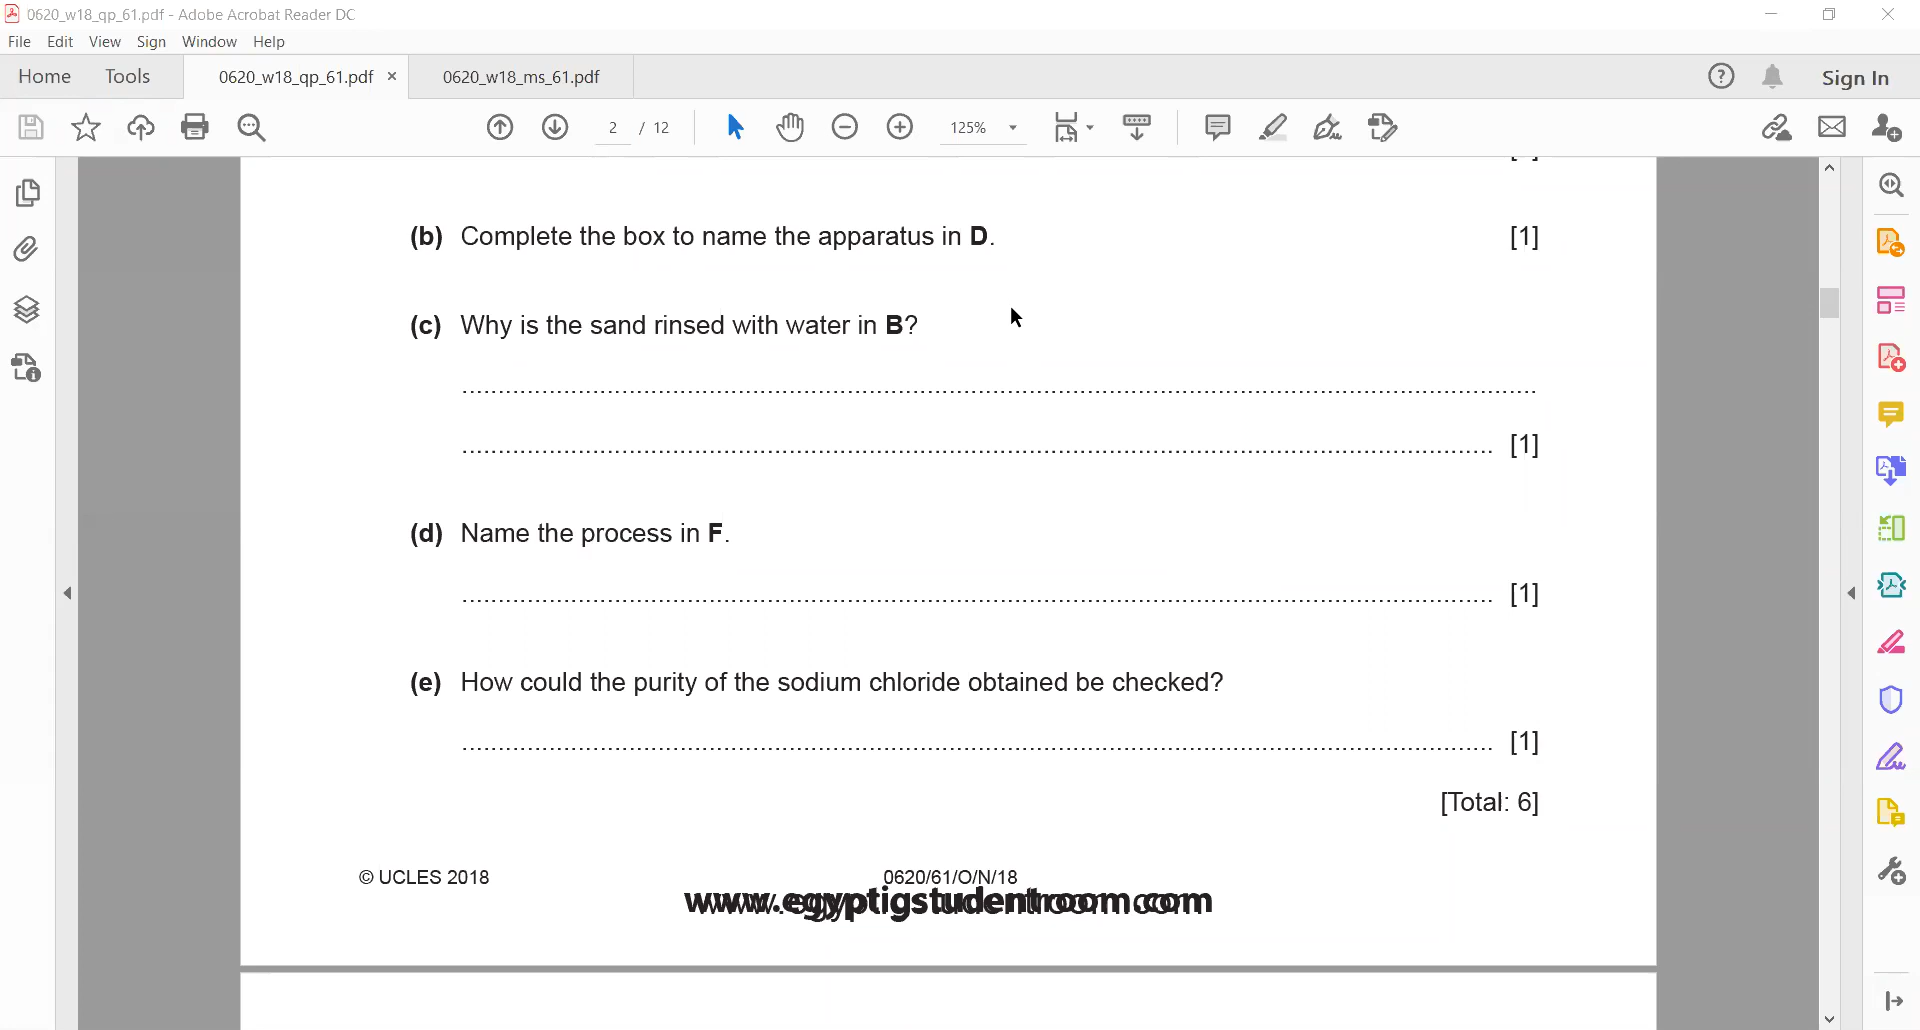 0620_w18_qp_61.pdf - Adobe Acrobat Reader DC
File Edit View Sign Window Help
Home Tools 0620_w18_qp_61.pdf × 0620_w18_ms_61.pdf ? Sign In
2 / 12 125%
(b) Complete the box to name the apparatus in D. [1]
(c) Why is the sand rinsed with water in B?
[1]
(d) Name the process in F.
[1]
(e) How could the purity of the sodium chloride obtained be checked?
[1]
[Total: 6]
© UCLES 2018 0620/61/O/N/18
www.egyptigstudentroom.com